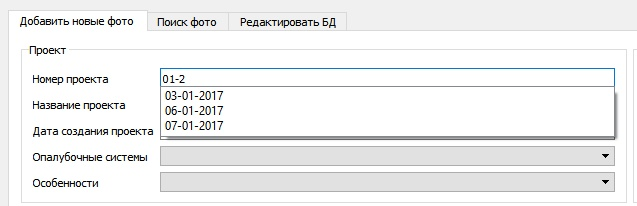 Добавить новые фото
Поиск фото
Редактировать БД
Проект
Номер проекта
01-2
03-01-2017
Название проекта
06-01-2017
07-01-2017
Дата создания проекта
Опалубочные системы
Особенности